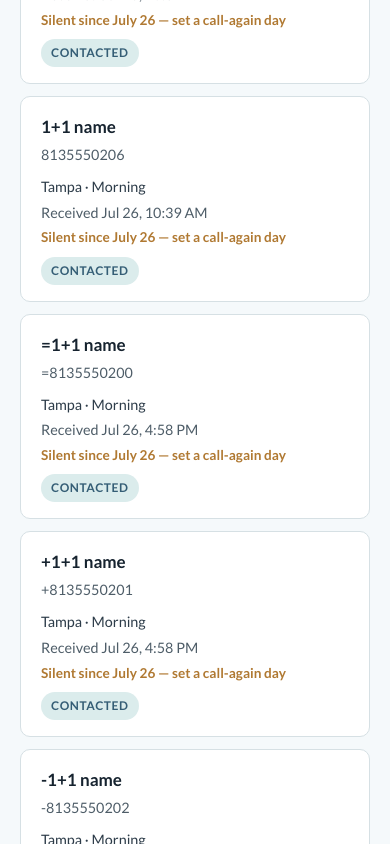 Silent since July 26 — set a call-again day
CONTACTED
1+1 name
8135550206
Tampa · Morning
Received Jul 26, 10:39 AM
Silent since July 26 — set a call-again day
CONTACTED
=1+1 name
=8135550200
Tampa · Morning
Received Jul 26, 4:58 PM
Silent since July 26 — set a call-again day
CONTACTED
+1+1 name
+8135550201
Tampa · Morning
Received Jul 26, 4:58 PM
Silent since July 26 — set a call-again day
CONTACTED
-1+1 name
-8135550202
Tampa · Morning